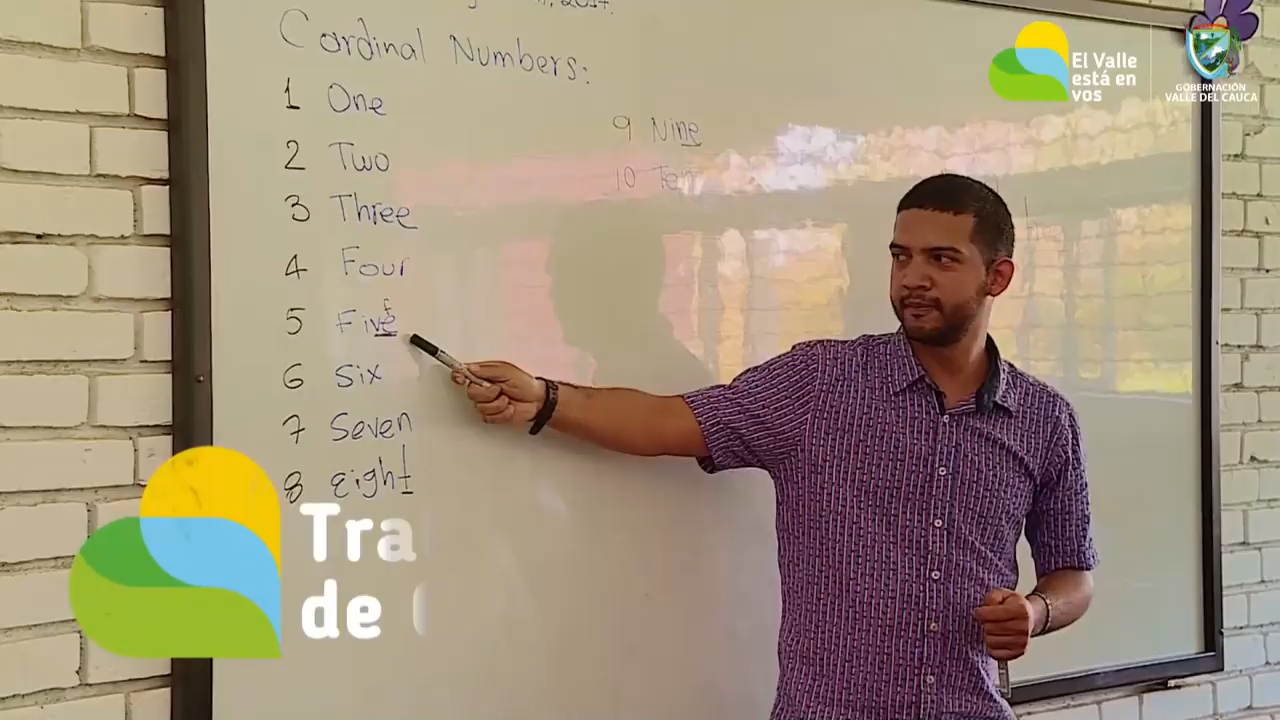 2017.
Cardinal Numbers:
1 One
2 Two
3 Three
4 Four
f
5 Five
6 Six
7 Seven
8 eight
9 Nine
10 Ten
El Valle
está en
vos
GOBERNACIÓN
VALLE DEL CAUCA
Tra
de